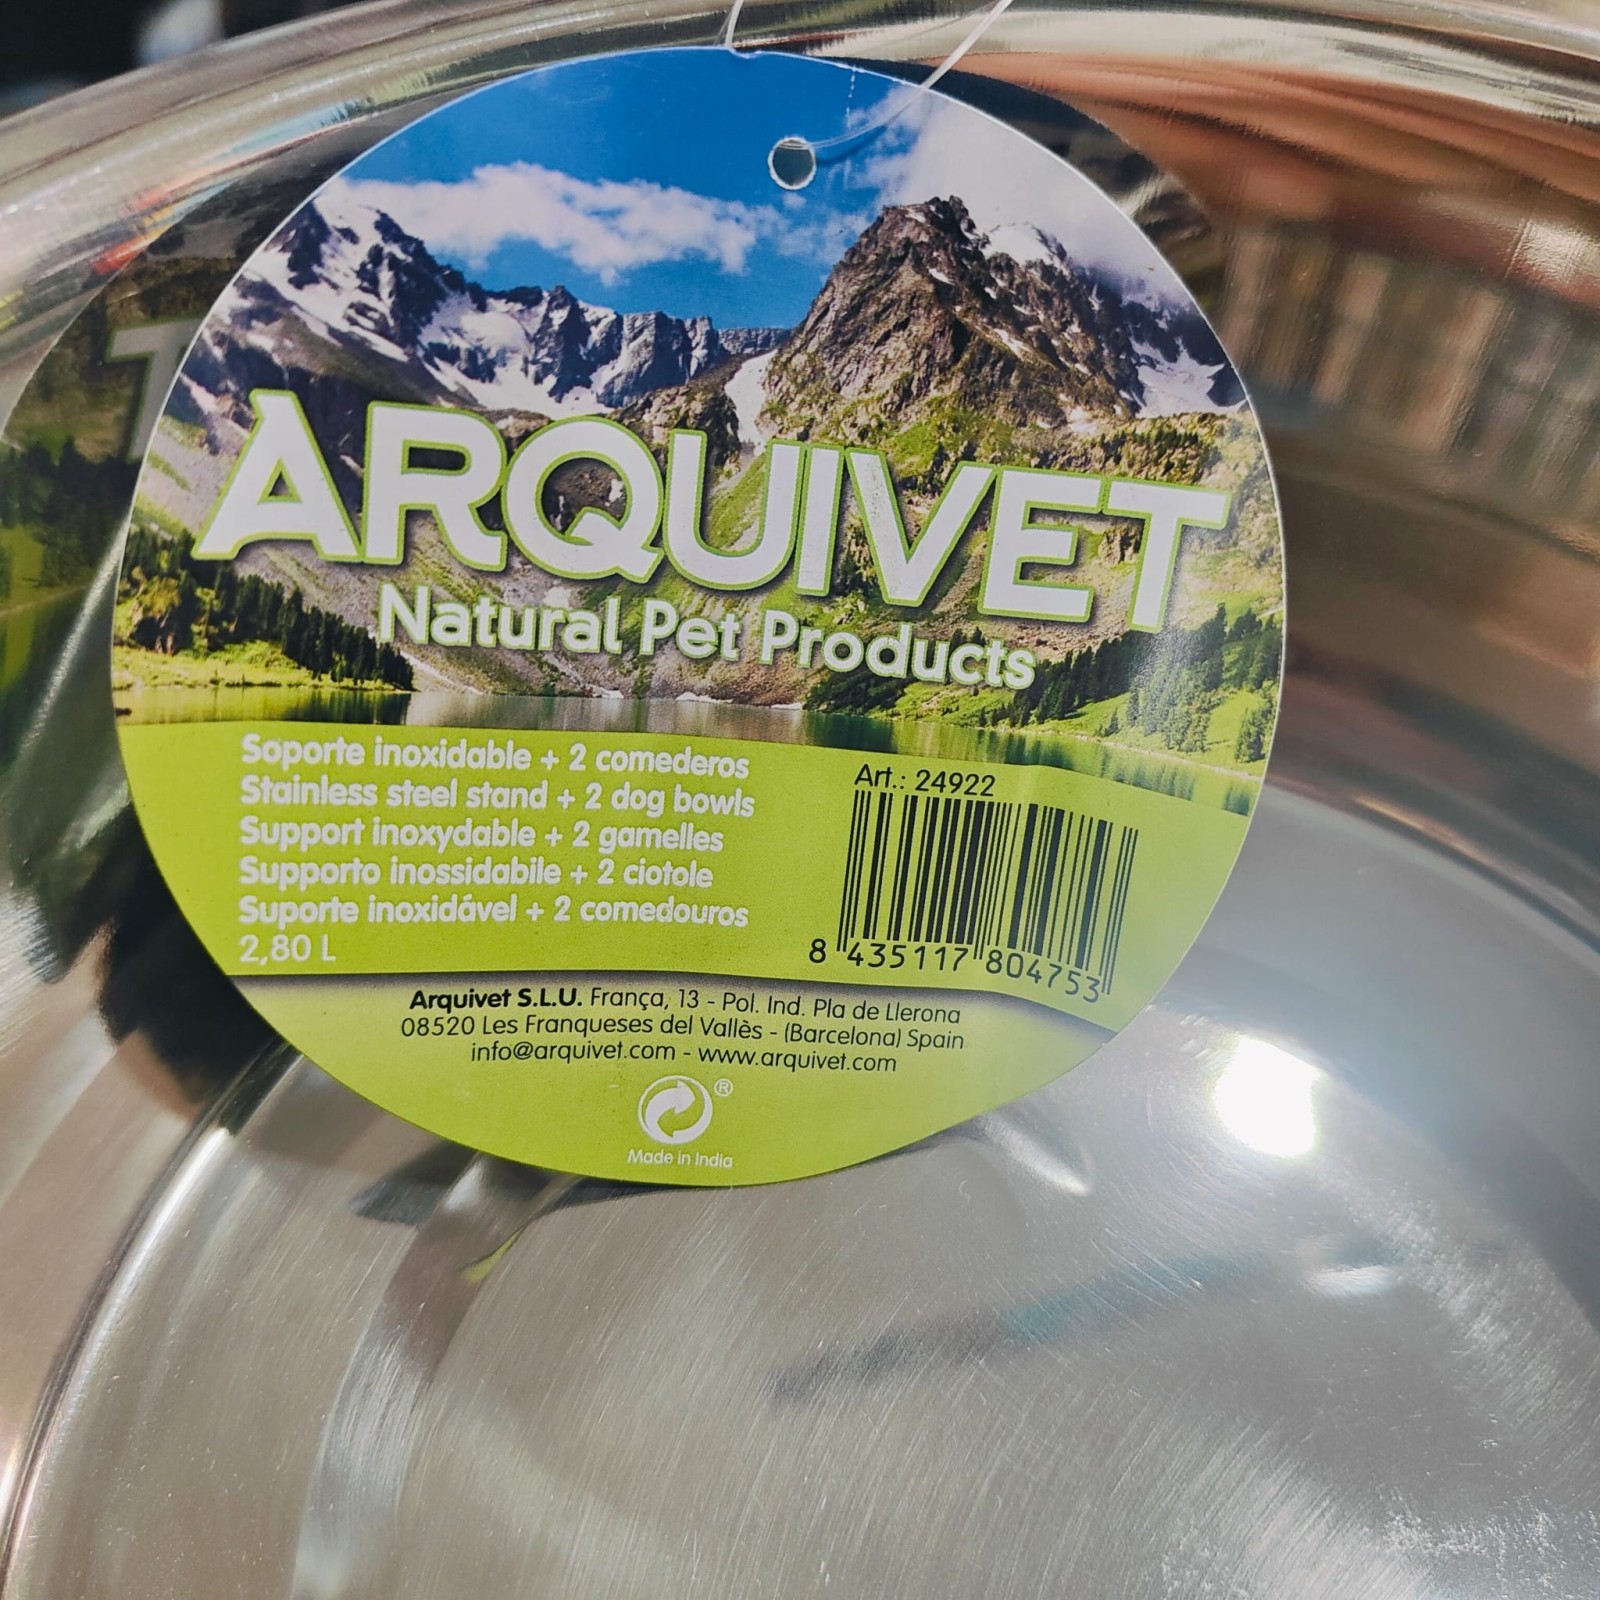 ARQUIVET
Natural Pet Products
Soporte inoxidable + 2 comederos
Stainless steel stand + 2 dog bowls
Support inoxydable + 2 gamelles
Supporto inossidabile + 2 ciotole
Suporte inoxidável + 2 comedouros
2,80 L
Art.: 24922
8 435117 804753
Arquivet S.L.U. França, 13 - Pol. Ind. Pla de Llerona
08520 Les Franqueses del Vallès - (Barcelona) Spain
info@arquivet.com - www.arquivet.com
®
Made in India